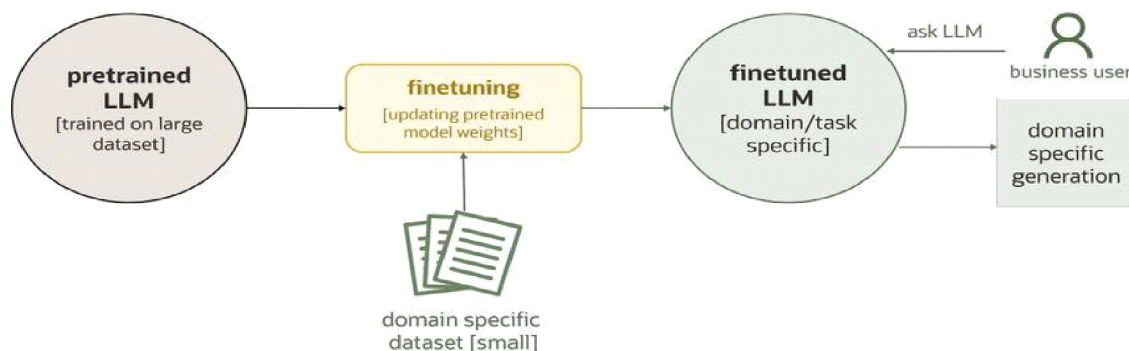 pretrained
LLM
[trained on large
dataset]
finetuning
[updating pretrained
model weights]
domain specific
dataset [small]
finetuned
LLM
[domain/task
specific]
ask LLM
business user
domain
specific
generation